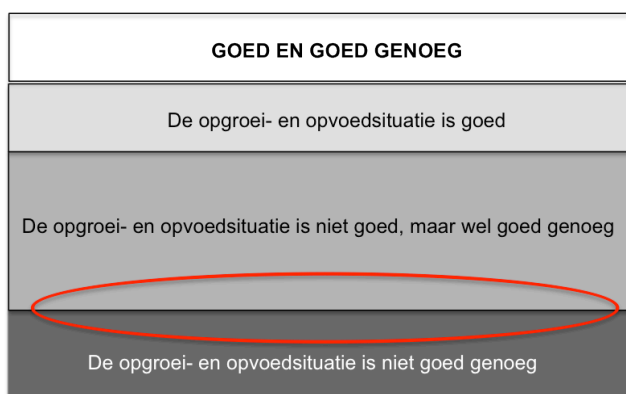 GOED EN GOED GENOEG
De opgroei- en opvoedsituatie is goed
De opgroei- en opvoedsituatie is niet goed, maar wel goed genoeg
De opgroei- en opvoedsituatie is niet goed genoeg